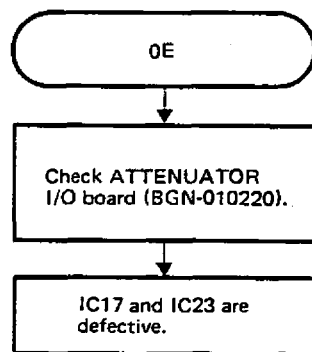 0E
Check ATTENUATOR
I/O board (BGN-010220).
IC17 and IC23 are
defective.